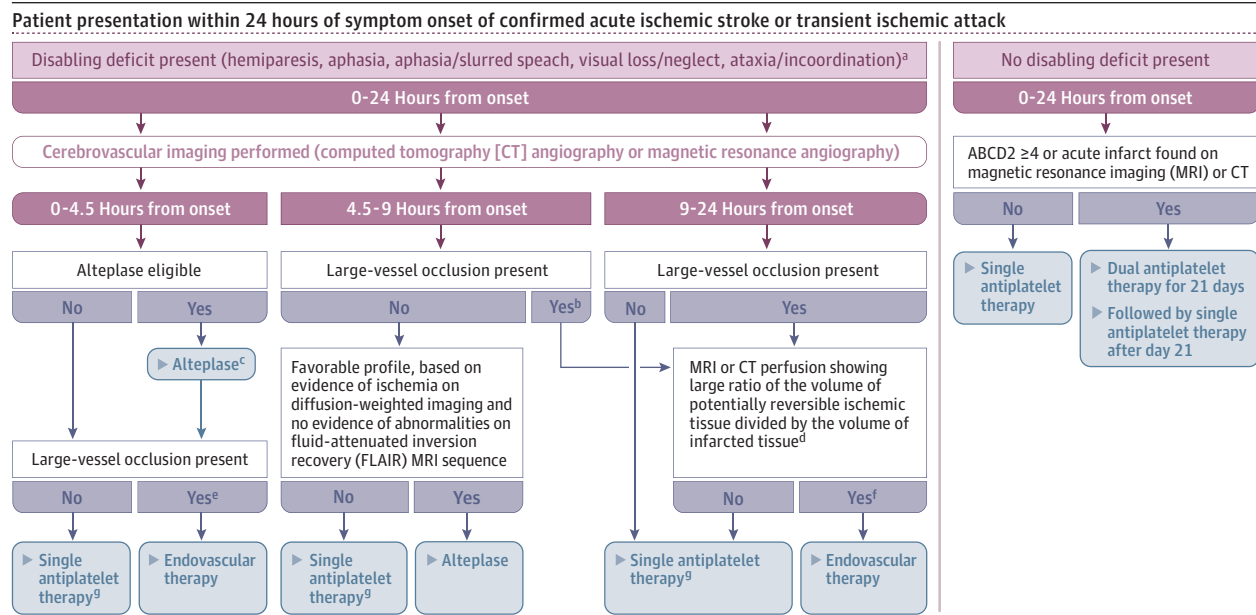 Patient presentation within 24 hours of symptom onset of confirmed acute ischemic stroke or transient ischemic attack
Disabling deficit present (hemiparesis, aphasia, aphasia/slurred speach, visual loss/neglect, ataxia/incoordination)a
0-24 Hours from onset
Cerebrovascular imaging performed (computed tomography [CT] angiography or magnetic resonance angiography)
0-4.5 Hours from onset
Alteplase eligible
No
Yes
▶ Alteplasec
Large-vessel occlusion present
No
Yese
▶ Single
antiplatelet
therapyg
▶ Endovascular
therapy
4.5-9 Hours from onset
Large-vessel occlusion present
No
Yesb
Favorable profile, based on
evidence of ischemia on
diffusion-weighted imaging and
no evidence of abnormalities on
fluid-attenuated inversion
recovery (FLAIR) MRI sequence
No
Yes
▶ Single
antiplatelet
therapyg
▶ Alteplase
9-24 Hours from onset
Large-vessel occlusion present
No
Yes
MRI or CT perfusion showing
large ratio of the volume of
potentially reversible ischemic
tissue divided by the volume of
infarcted tissued
No
Yesf
▶ Single antiplatelet
therapyg
▶ Endovascular
therapy
No disabling deficit present
0-24 Hours from onset
ABCD2 ≥4 or acute infarct found on
magnetic resonance imaging (MRI) or CT
No
Yes
▶ Single
antiplatelet
therapy
▶ Dual antiplatelet
therapy for 21 days
▶ Followed by single
antiplatelet therapy
after day 21